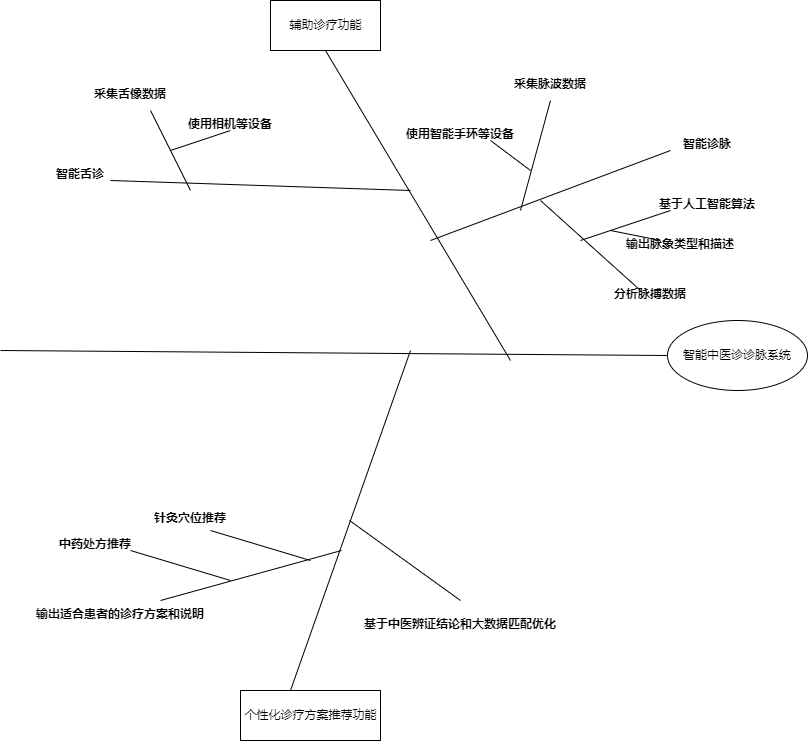 辅助诊疗功能
采集脉波数据
采集舌像数据
使用相机等设备
使用智能手环等设备
智能诊脉
智能舌诊
基于人工智能算法
输出脉象类型和描述
分析脉搏数据
智能中医诊诊脉系统
针灸穴位推荐
中药处方推荐
输出适合患者的诊疗方案和说明
基于中医辨证结论和大数据匹配优化
个性化诊疗方案推荐功能